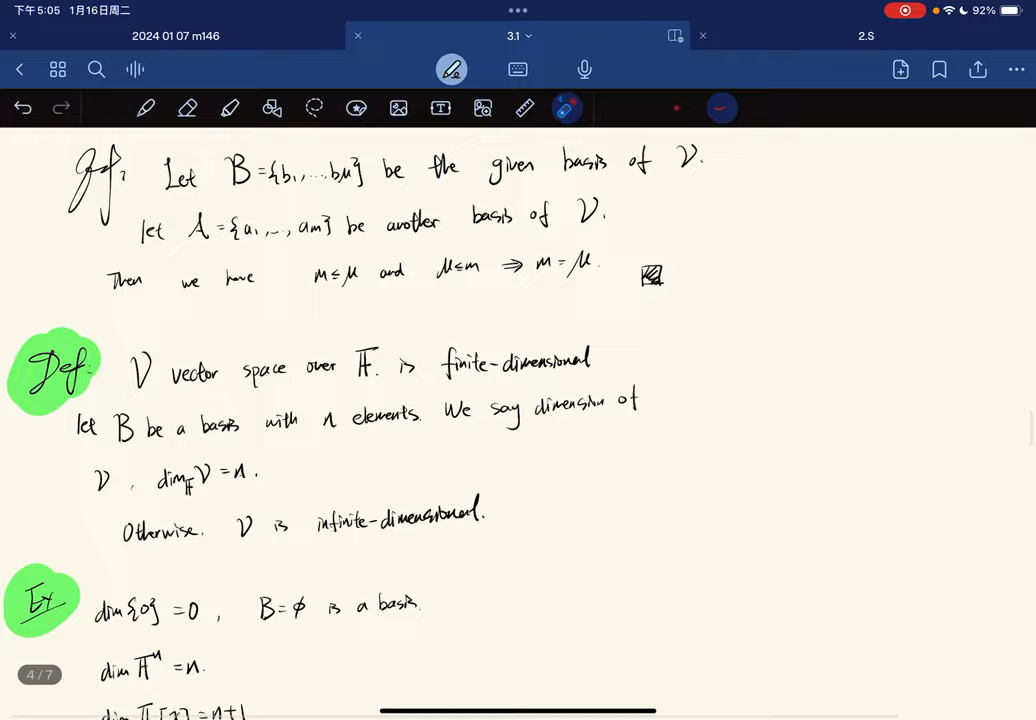 下午5:05 1月16日周二
92%
2024 01 07 m146
3.1
2.S
Pf: Let B={b₁,...bμ} be the given basis of V.
let A={a₁,..., am} be another basis of V.
Then we have m≤μ and μ≤m ⇒ m=μ.
Def: V vector space over 𝔽. is finite-dimensional
let B be a basis with n elements. We say dimension of
V, dim_𝔽 V=n.
Otherwise. V is infinite-dimensional.
Ex dim{0}=0, B=∅ is a basis.
dim 𝔽ⁿ=n.
4/7